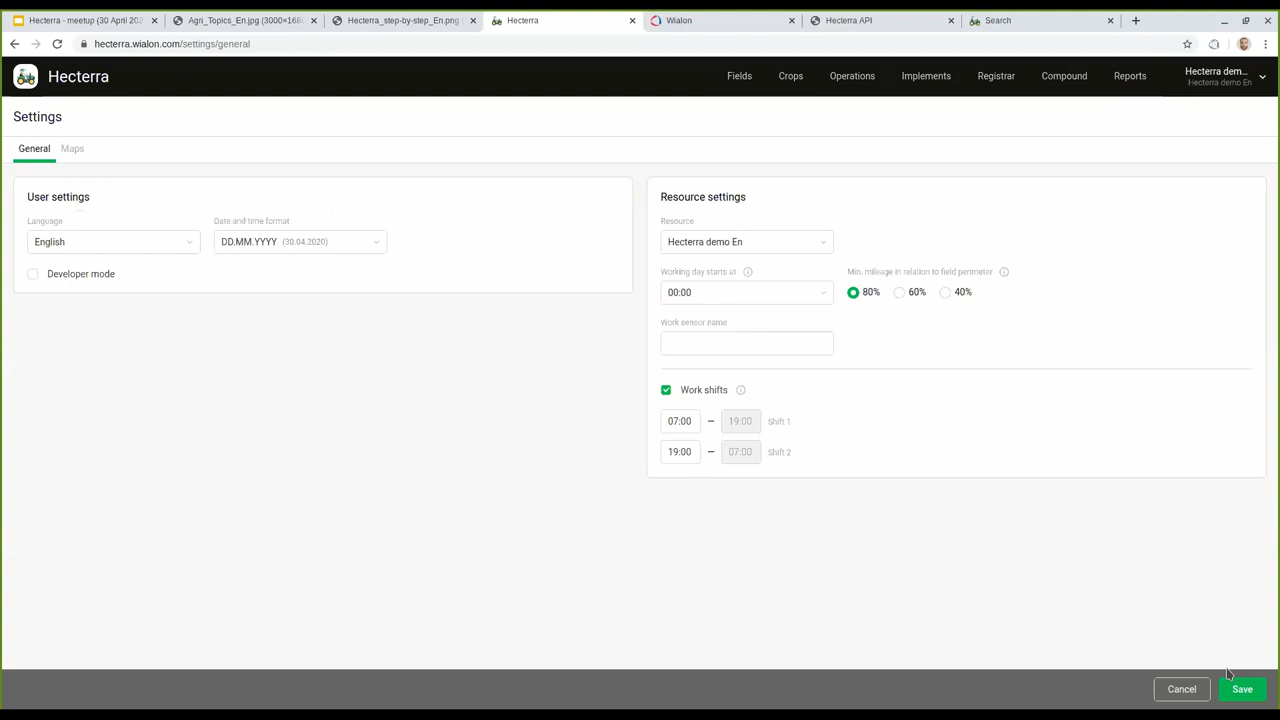 Hecterra - meetup (30 April 202
Agri_Topics_En.jpg (3000×168
Hecterra_step-by-step_En.png
Hecterra
Wialon
Hecterra API
Search
hecterra.wialon.com/settings/general
Hecterra
Fields
Crops
Operations
Implements
Registrar
Compound
Reports
Hecterra dem...
Hecterra demo En
Settings
General
Maps
User settings
Language
Date and time format
English
DD.MM.YYYY (30.04.2020)
Developer mode
Resource settings
Resource
Hecterra demo En
Working day starts at
Min. mileage in relation to field perimeter
00:00
80%
60%
40%
Work sensor name
Work shifts
07:00 – 19:00 Shift 1
19:00 – 07:00 Shift 2
Cancel
Save